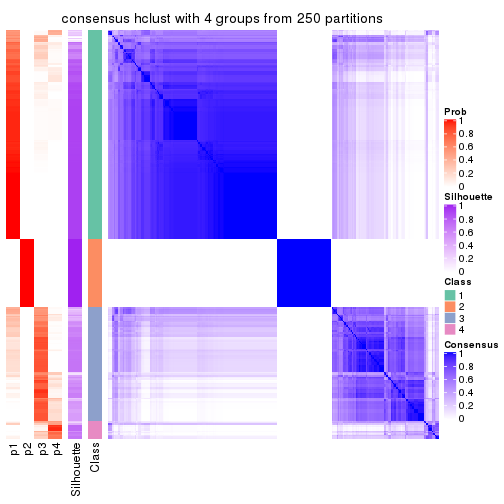 consensus hclust with 4 groups from 250 partitions
Prob
1
0.8
0.6
0.4
0.2
0
Silhouette
1
0.8
0.6
0.4
0.2
0
Class
1
2
3
4
Consensus
1
0.8
0.6
0.4
0.2
0
p1
p2
p3
p4
Silhouette
Class